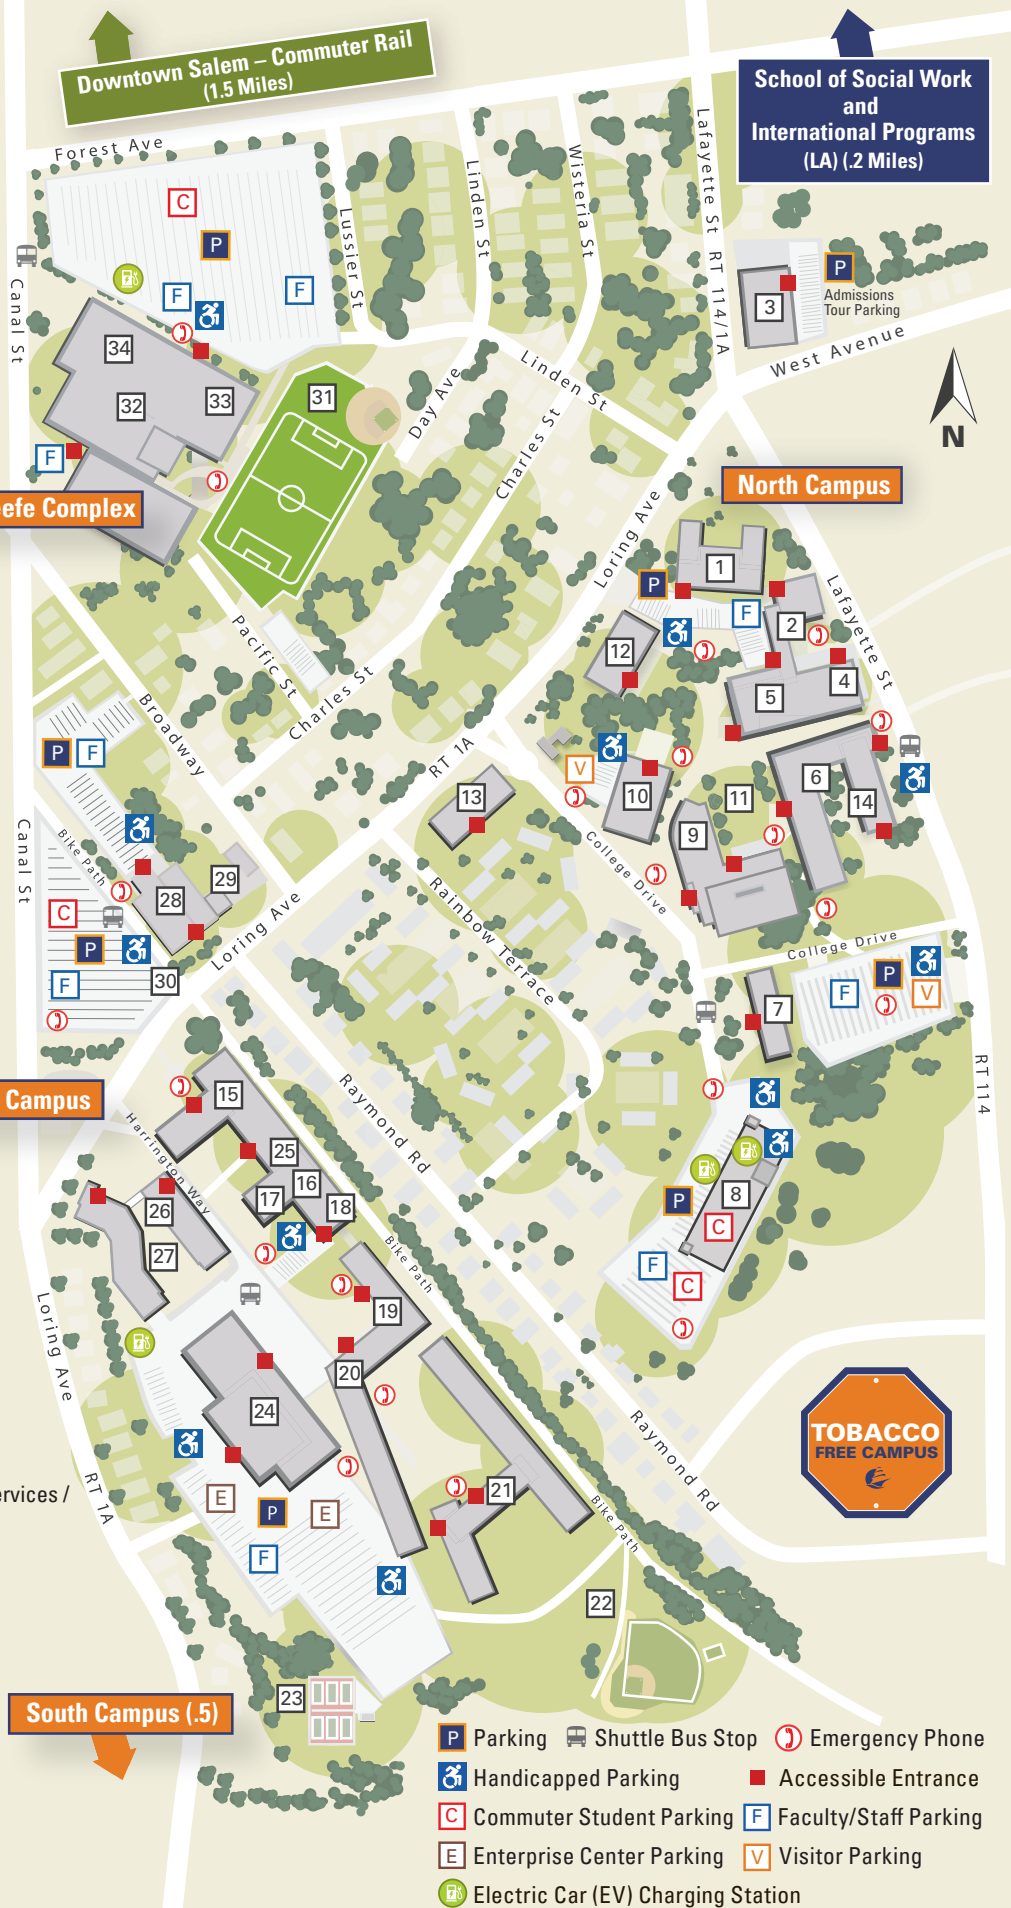 Downtown Salem – Commuter Rail
(1.5 Miles)
School of Social Work
and
International Programs
(LA) (.2 Miles)
Forest Ave
Lussier St
Linden St
Wisteria St
Lafayette St RT 114/1A
C
P
F
F
Canal St
P
Admissions
Tour Parking
3
West Avenue
34
32
33
31
Day Ave
Linden St
Charles St
N
F
eefe Complex
North Campus
Loring Ave
1
P
F
2
12
4
5
Lafayette St
Pacific St
Charles St
Broadway
RT 1A
P
F
V
10
13
11
6
14
9
College Drive
Canal St
Bike Path
29
28
C
P
F
30
Loring Ave
Rainbow Terrace
College Drive
P
F
V
7
RT 114
Campus
15
Harrington Way
25
16
17
18
26
27
Raymond Rd
Bike Path
8
P
C
F
C
19
20
Loring Ave
24
RT 1A
TOBACCO
FREE CAMPUS
Raymond Rd
ervices /
E
P
E
F
21
Bike Path
22
23
South Campus (.5)
P Parking
Shuttle Bus Stop
Emergency Phone
Handicapped Parking
Accessible Entrance
C Commuter Student Parking
F Faculty/Staff Parking
E Enterprise Center Parking
V Visitor Parking
Electric Car (EV) Charging Station